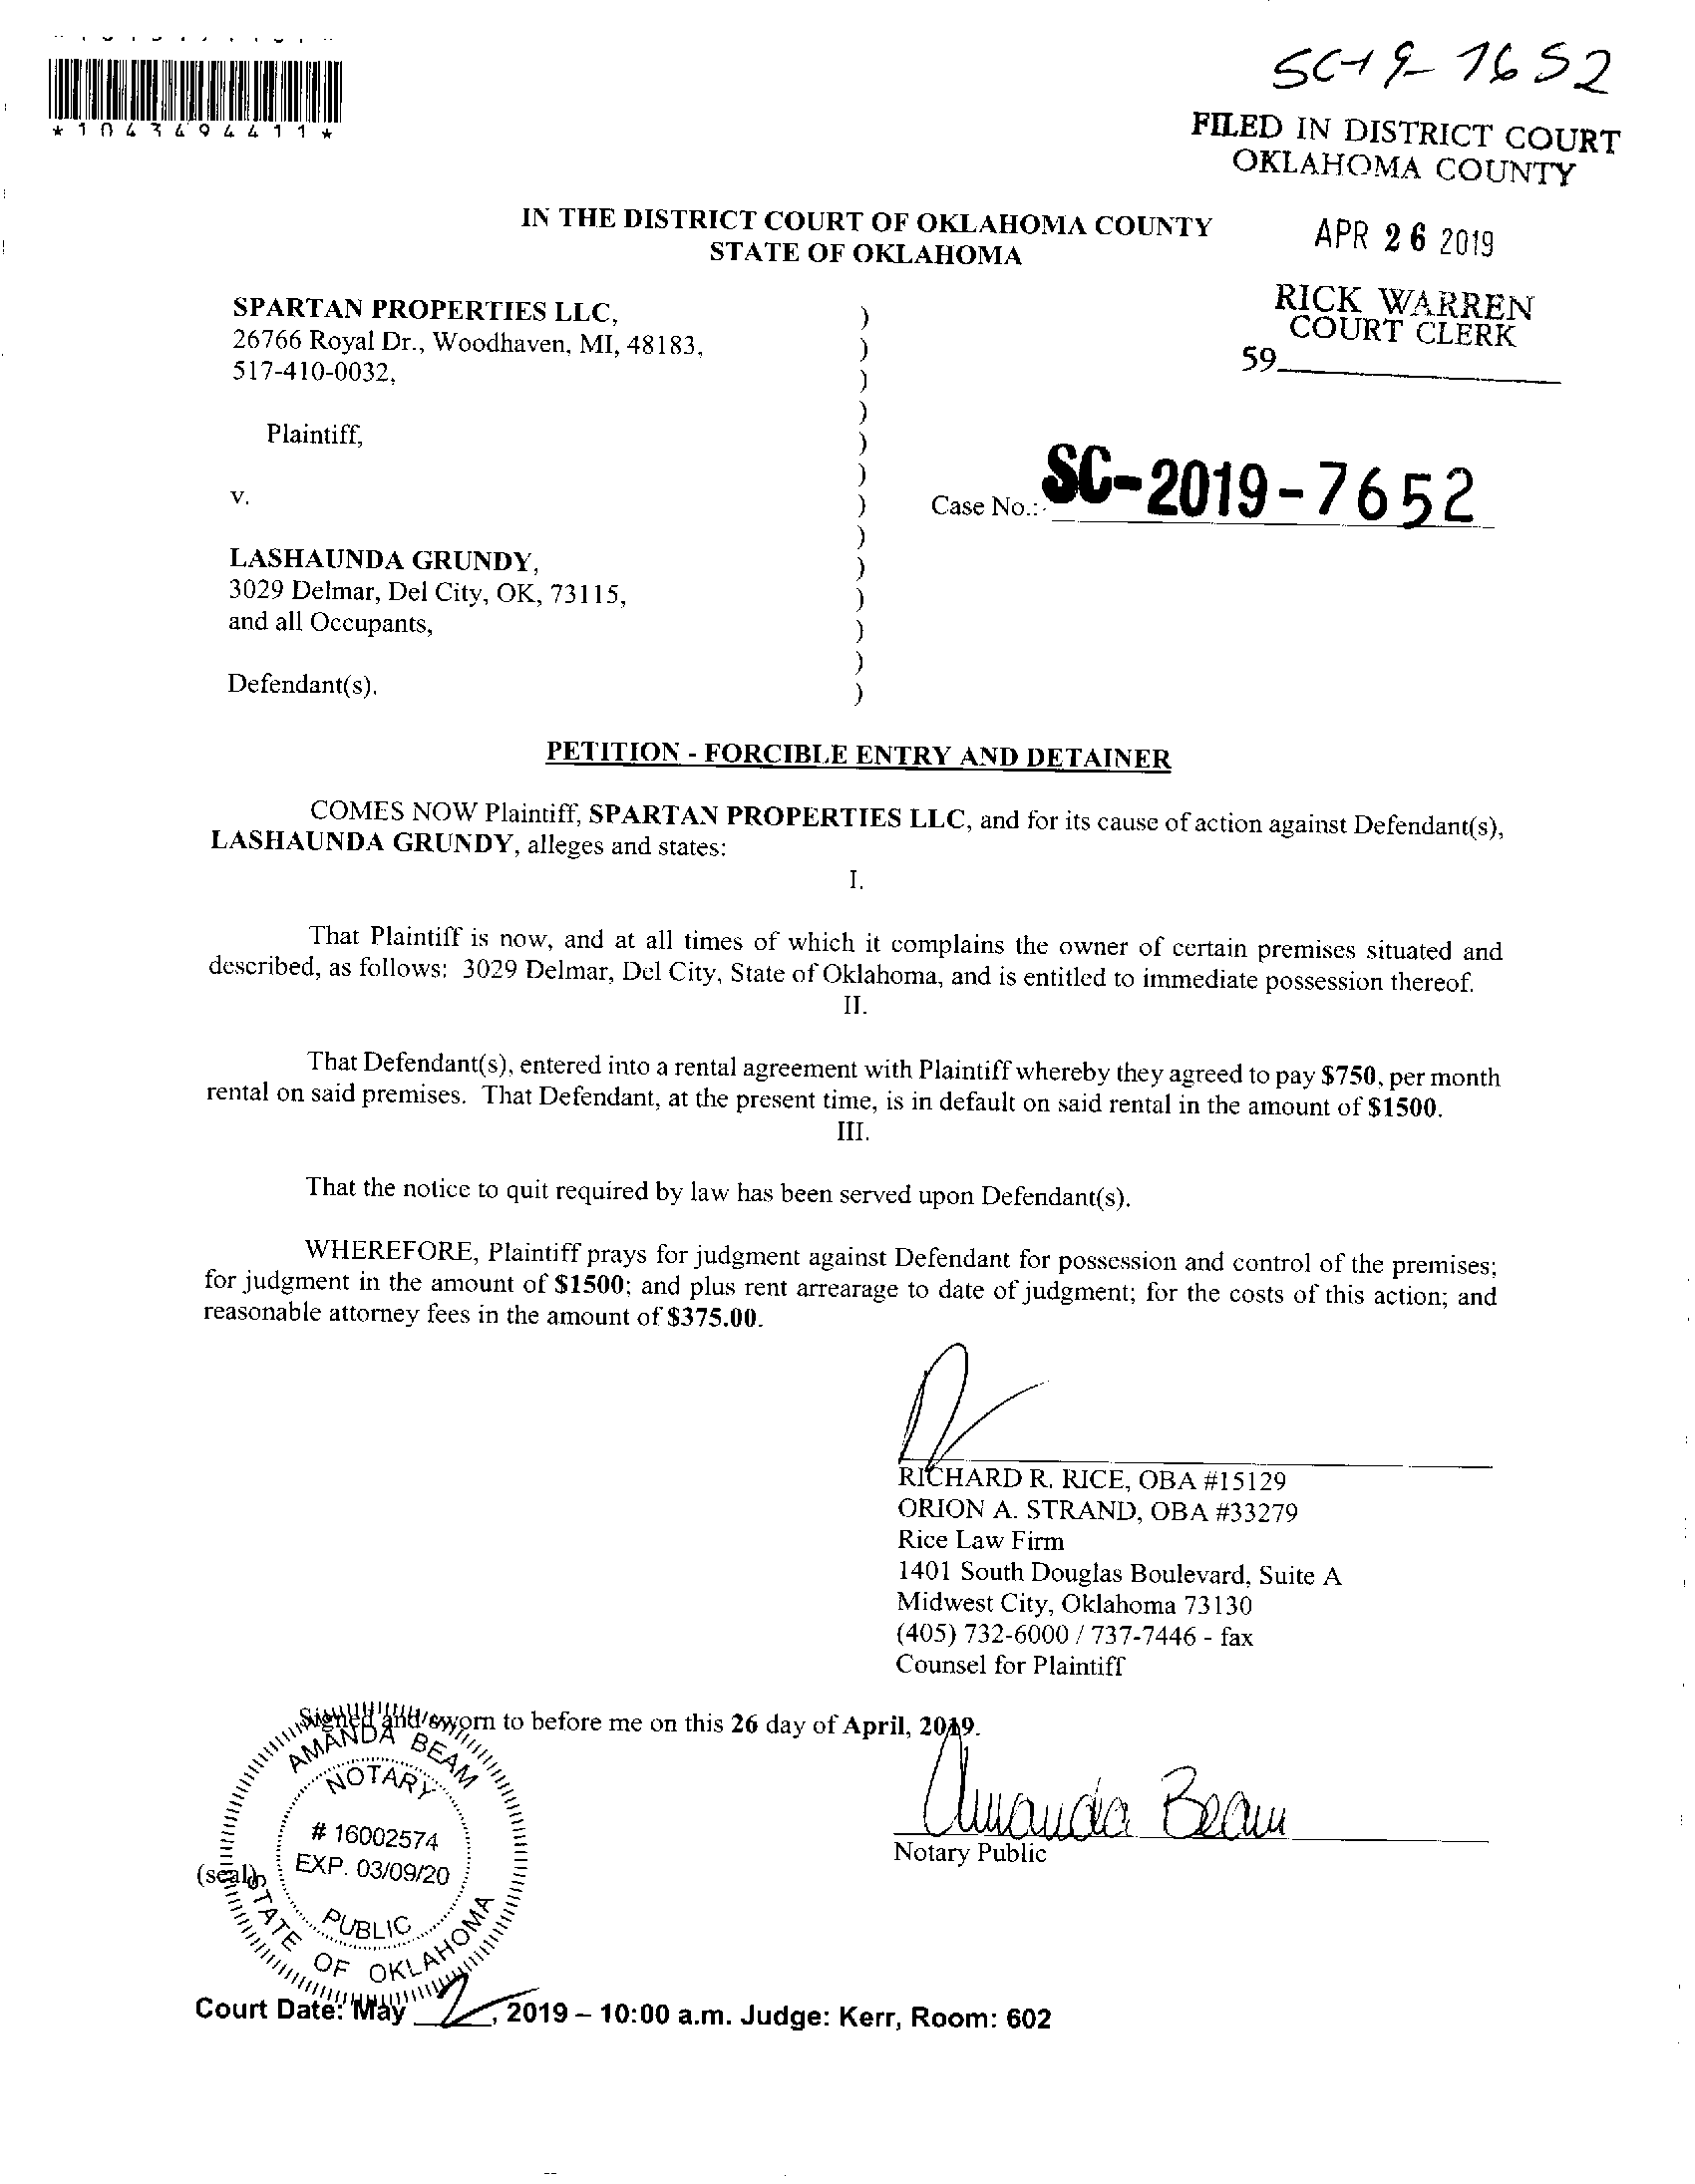 *1043494411*
SC-19-7652
FILED IN DISTRICT COURT
OKLAHOMA COUNTY
APR 26 2019
RICK WARREN
COURT CLERK
59
IN THE DISTRICT COURT OF OKLAHOMA COUNTY
STATE OF OKLAHOMA
SPARTAN PROPERTIES LLC,
26766 Royal Dr., Woodhaven, MI, 48183,
517-410-0032,
Plaintiff,
v.
Case No.: SC-2019-7652
LASHAUNDA GRUNDY,
3029 Delmar, Del City, OK, 73115,
and all Occupants,
Defendant(s).
)
)
)
)
)
)
)
)
)
)
)
)
)
PETITION - FORCIBLE ENTRY AND DETAINER
COMES NOW Plaintiff, SPARTAN PROPERTIES LLC, and for its cause of action against Defendant(s),
LASHAUNDA GRUNDY, alleges and states:
I.
That Plaintiff is now, and at all times of which it complains the owner of certain premises situated and
described, as follows: 3029 Delmar, Del City, State of Oklahoma, and is entitled to immediate possession thereof.
II.
That Defendant(s), entered into a rental agreement with Plaintiff whereby they agreed to pay $750, per month
rental on said premises. That Defendant, at the present time, is in default on said rental in the amount of $1500.
III.
That the notice to quit required by law has been served upon Defendant(s).
WHEREFORE, Plaintiff prays for judgment against Defendant for possession and control of the premises;
for judgment in the amount of $1500; and plus rent arrearage to date of judgment; for the costs of this action; and
reasonable attorney fees in the amount of $375.00.
RICHARD R. RICE, OBA #15129
ORION A. STRAND, OBA #33279
Rice Law Firm
1401 South Douglas Boulevard, Suite A
Midwest City, Oklahoma 73130
(405) 732-6000 / 737-7446 - fax
Counsel for Plaintiff
Signed and sworn to before me on this 26 day of April, 2019.
Amanda Beam
Notary Public
(seal)
AMANDA BEAM
NOTARY
# 16002574
EXP. 03/09/20
PUBLIC
STATE OF OKLAHOMA
Court Date: May 2, 2019 – 10:00 a.m. Judge: Kerr, Room: 602